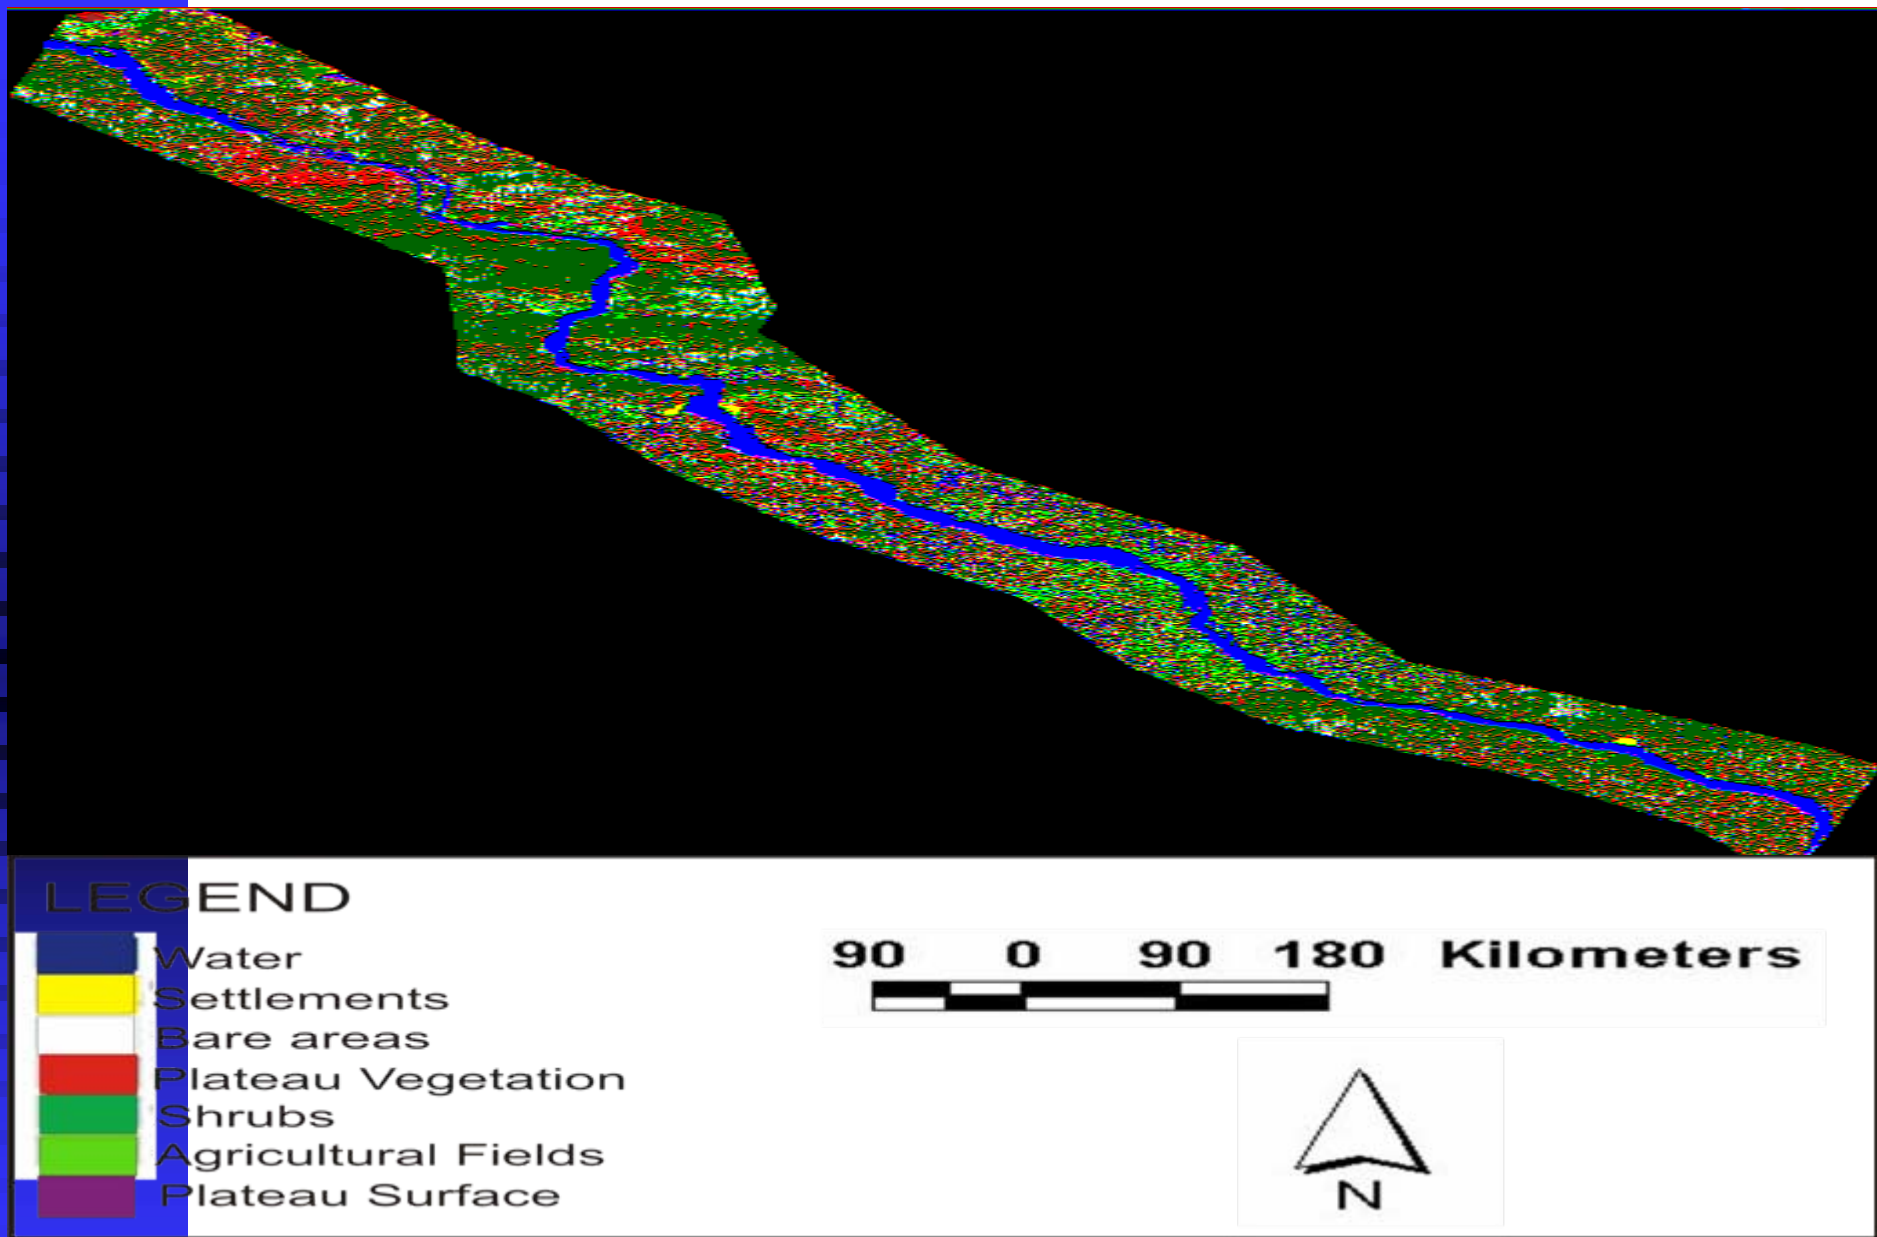 LEGEND
Water
Settlements
Bare areas
Plateau Vegetation
Shrubs
Agricultural Fields
Plateau Surface
90 0 90 180 Kilometers
N